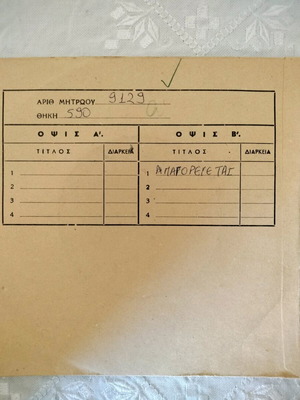 ΑΡΙΘ ΜΗΤΡΩΟΥ 9129
ΘΗΚΗ 590
ΟΨΙΣ Α'. ΟΨΙΣ Β'.
ΤΙΤΛΟΣ ΔΙΑΡΚΕΙΑ ΤΙΤΛΟΣ ΔΙΑΡΚΕΙΑ
1 1 ΑΠΑΓΟΡΕΥΕΤΑΙ
2 2
3 3
4 4